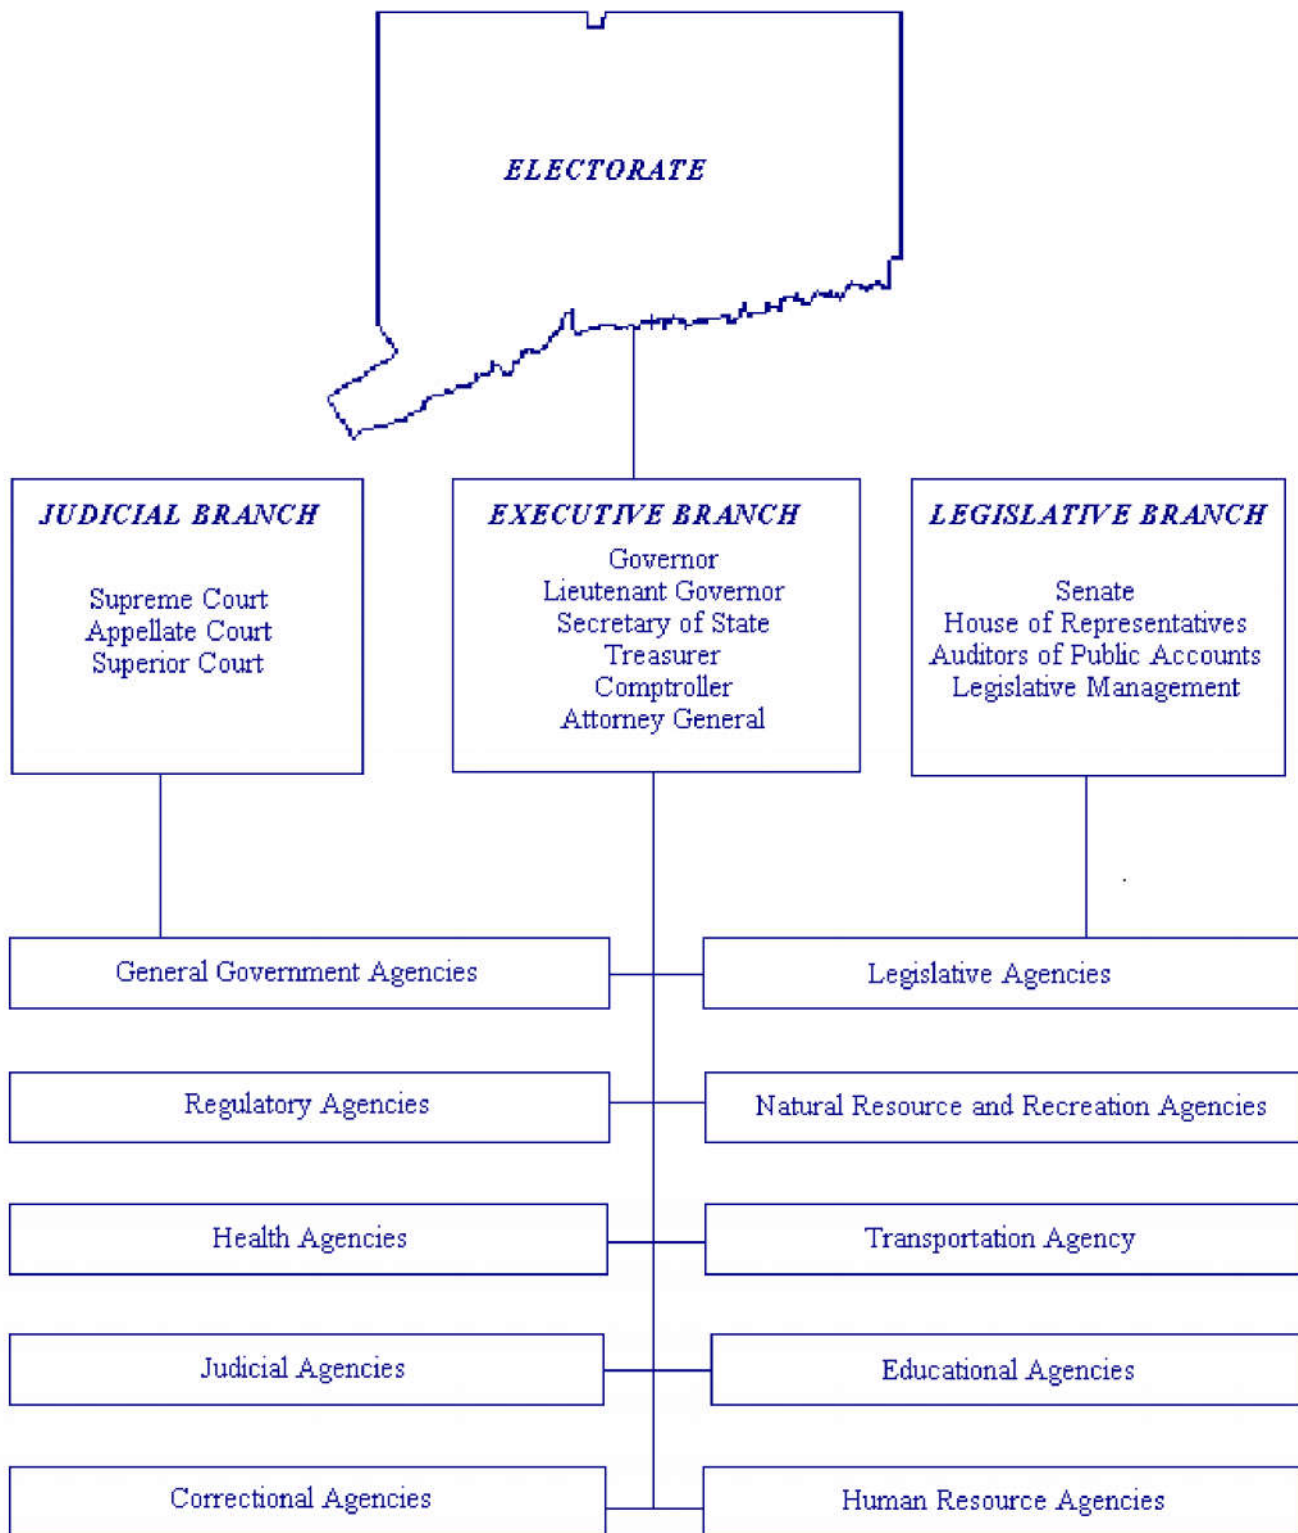 ELECTORATE
JUDICIAL BRANCH
Supreme Court
Appellate Court
Superior Court
EXECUTIVE BRANCH
Governor
Lieutenant Governor
Secretary of State
Treasurer
Comptroller
Attorney General
LEGISLATIVE BRANCH
Senate
House of Representatives
Auditors of Public Accounts
Legislative Management
General Government Agencies
Legislative Agencies
Regulatory Agencies
Natural Resource and Recreation Agencies
Health Agencies
Transportation Agency
Judicial Agencies
Educational Agencies
Correctional Agencies
Human Resource Agencies